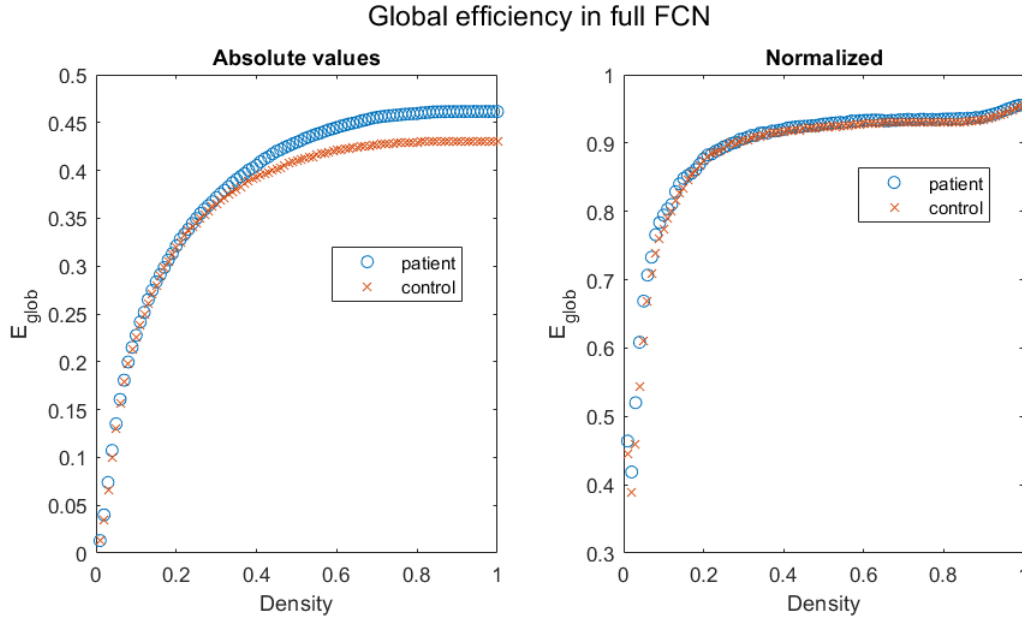 Global efficiency in full FCN
Absolute values
0.5
0.45
0.4
0.35
0.3
0.25
0.2
0.15
0.1
0.05
0
E_glob
0 0.2 0.4 0.6 0.8 1
Density
patient
control
Normalized
1
0.9
0.8
0.7
0.6
0.5
0.4
0.3
E_glob
0 0.2 0.4 0.6 0.8 1
Density
patient
control